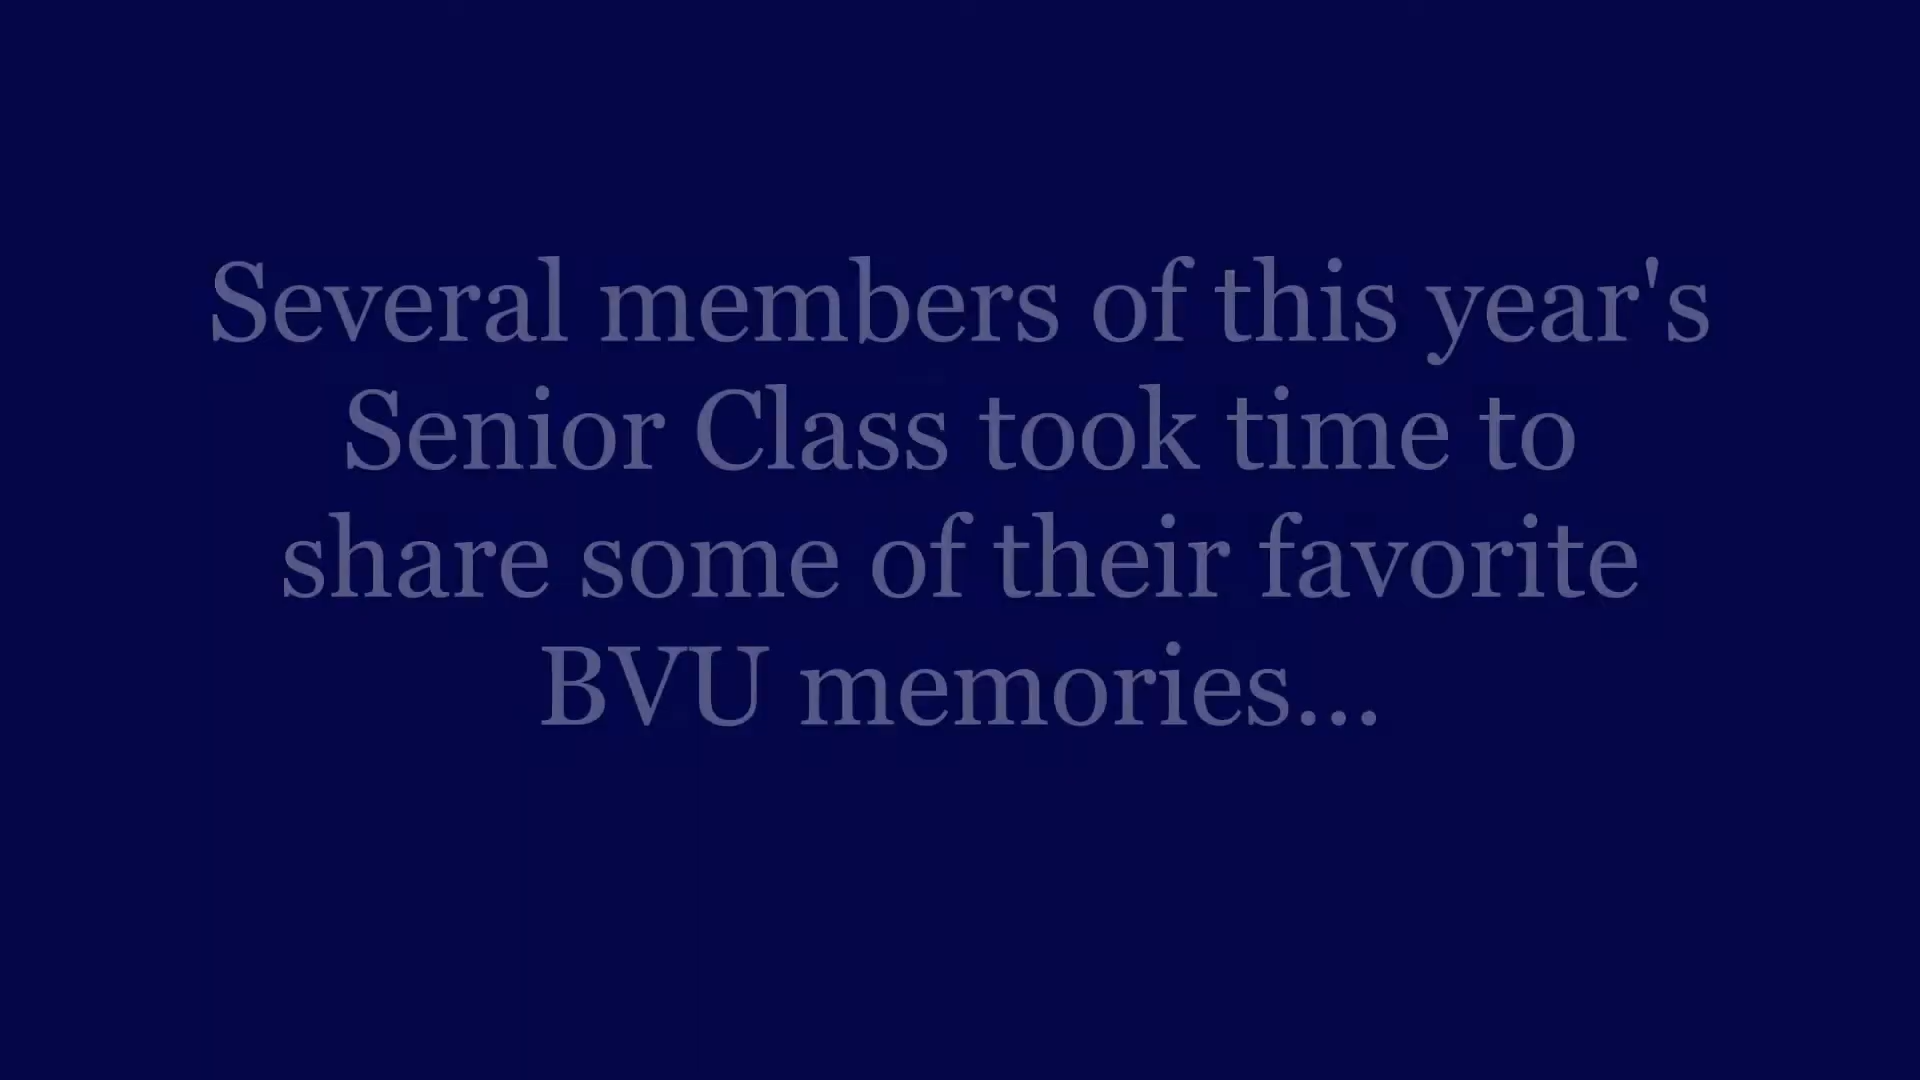 Several members of this year's
Senior Class took time to
share some of their favorite
BVU memories...